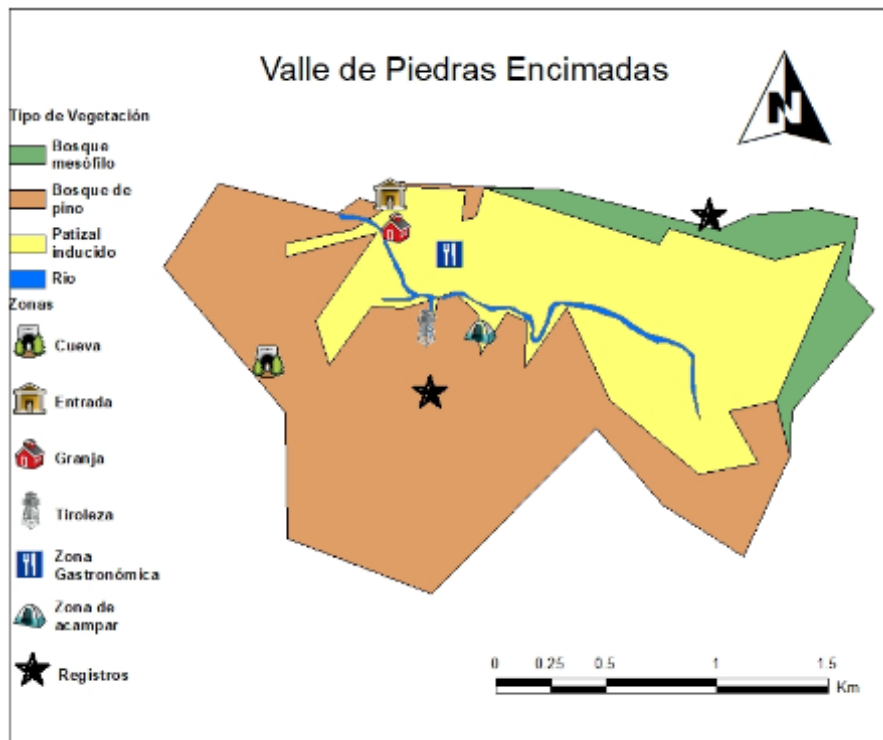 Valle de Piedras Encimadas
N
Tipo de Vegetación
Bosque
mesófilo
Bosque de
pino
Patizal
inducido
Rio
Zonas
Cueva
Entrada
Granja
Tiroleza
Zona
Gastronómica
Zona de
acampar
Registros
0 0.25 0.5 1 1.5
Km